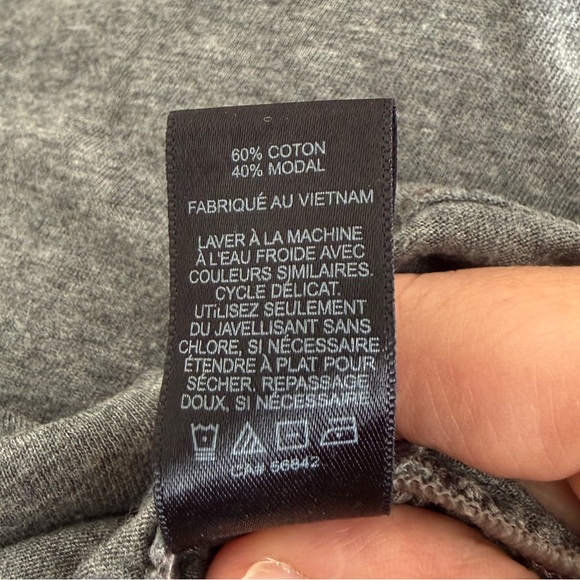 60% COTON
40% MODAL
FABRIQUÉ AU VIETNAM
LAVER À LA MACHINE
À L'EAU FROIDE AVEC
COULEURS SIMILAIRES.
CYCLE DÉLICAT.
UTILISEZ SEULEMENT
DU JAVELLISANT SANS
CHLORE, SI NÉCESSAIRE.
ÉTENDRE À PLAT POUR
SÉCHER. REPASSAGE
DOUX, SI NÉCESSAIRE.
CA# 56842